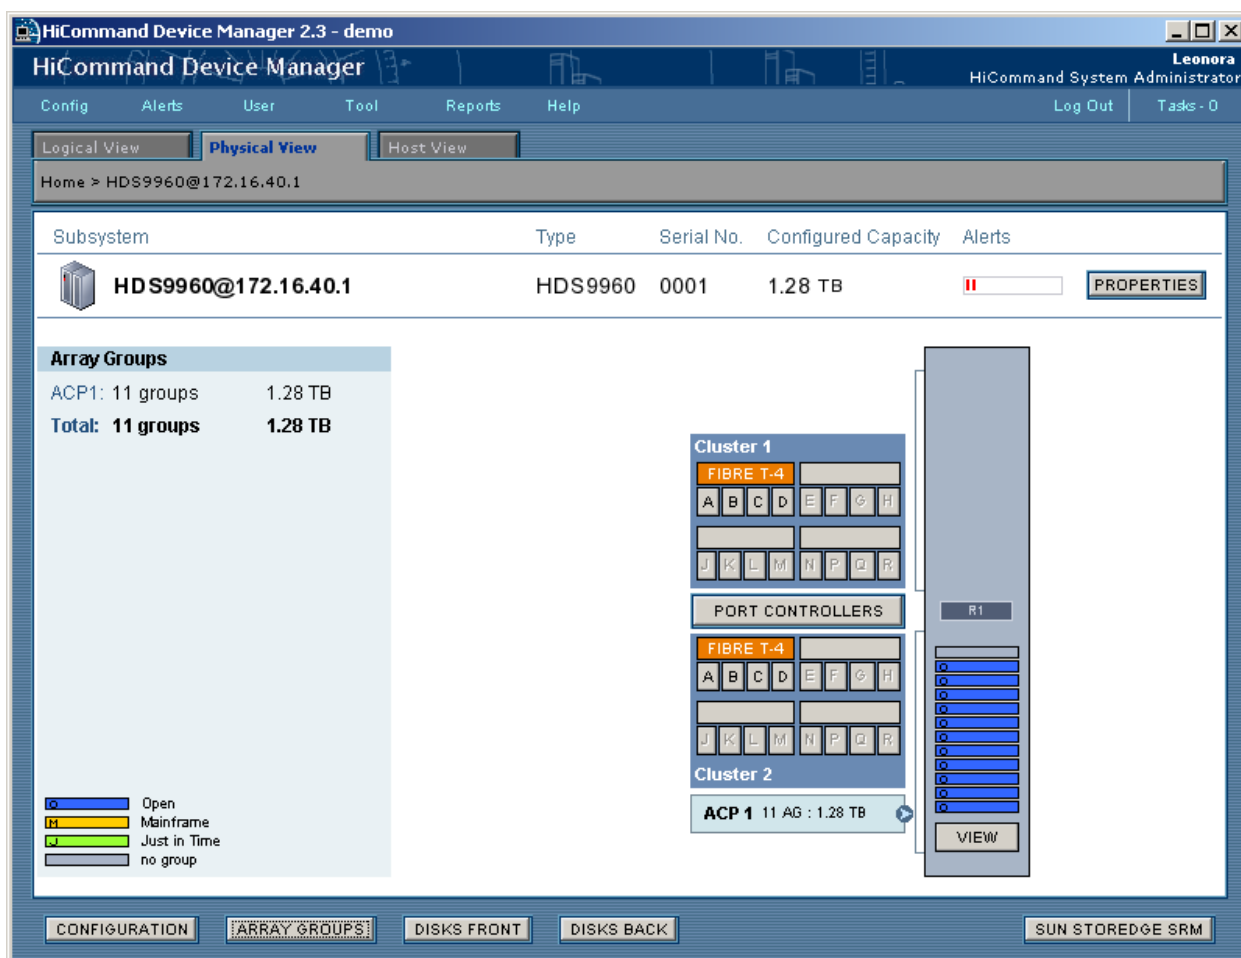 HiCommand Device Manager 2.3 - demo
HiCommand Device Manager
Leonora
HiCommand System Administrator
Config Alerts User Tool Reports Help Log Out Tasks - 0
Logical View Physical View Host View
Home > HDS9960@172.16.40.1
Subsystem Type Serial No. Configured Capacity Alerts
HDS9960@172.16.40.1 HDS9960 0001 1.28 TB PROPERTIES
Array Groups
ACP1: 11 groups 1.28 TB
Total: 11 groups 1.28 TB
Cluster 1
FIBRE T-4
A B C D E F G H
J K L M N P Q R
PORT CONTROLLERS
R1
FIBRE T-4
A B C D E F G H
J K L M N P Q R
Cluster 2
ACP 1 11 AG : 1.28 TB
O
O
O
O
O
O
O
O
O
O
O
VIEW
O Open
M Mainframe
J Just in Time
no group
CONFIGURATION ARRAY GROUPS DISKS FRONT DISKS BACK SUN STOREDGE SRM